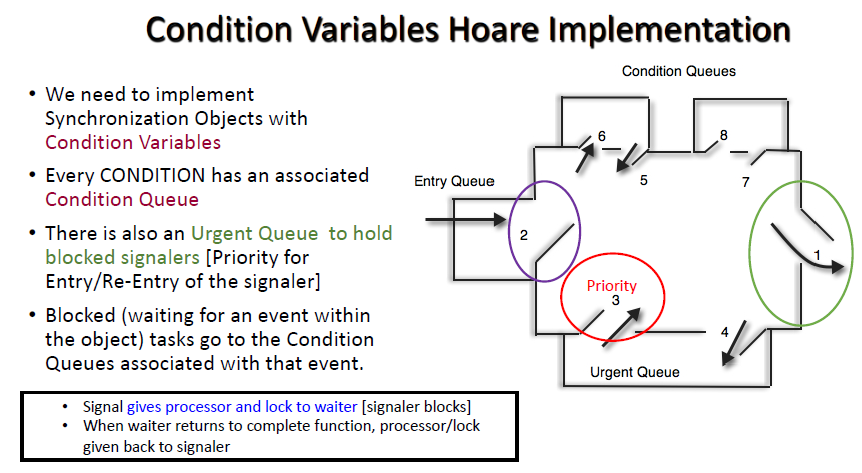 Condition Variables Hoare Implementation
• We need to implement
Synchronization Objects with
Condition Variables
• Every CONDITION has an associated
Condition Queue
• There is also an Urgent Queue to hold
blocked signalers [Priority for
Entry/Re-Entry of the signaler]
• Blocked (waiting for an event within
the object) tasks go to the Condition
Queues associated with that event.
• Signal gives processor and lock to waiter [signaler blocks]
• When waiter returns to complete function, processor/lock
given back to signaler
Condition Queues
6
8
5
7
Entry Queue
2
1
Priority
3
4
Urgent Queue